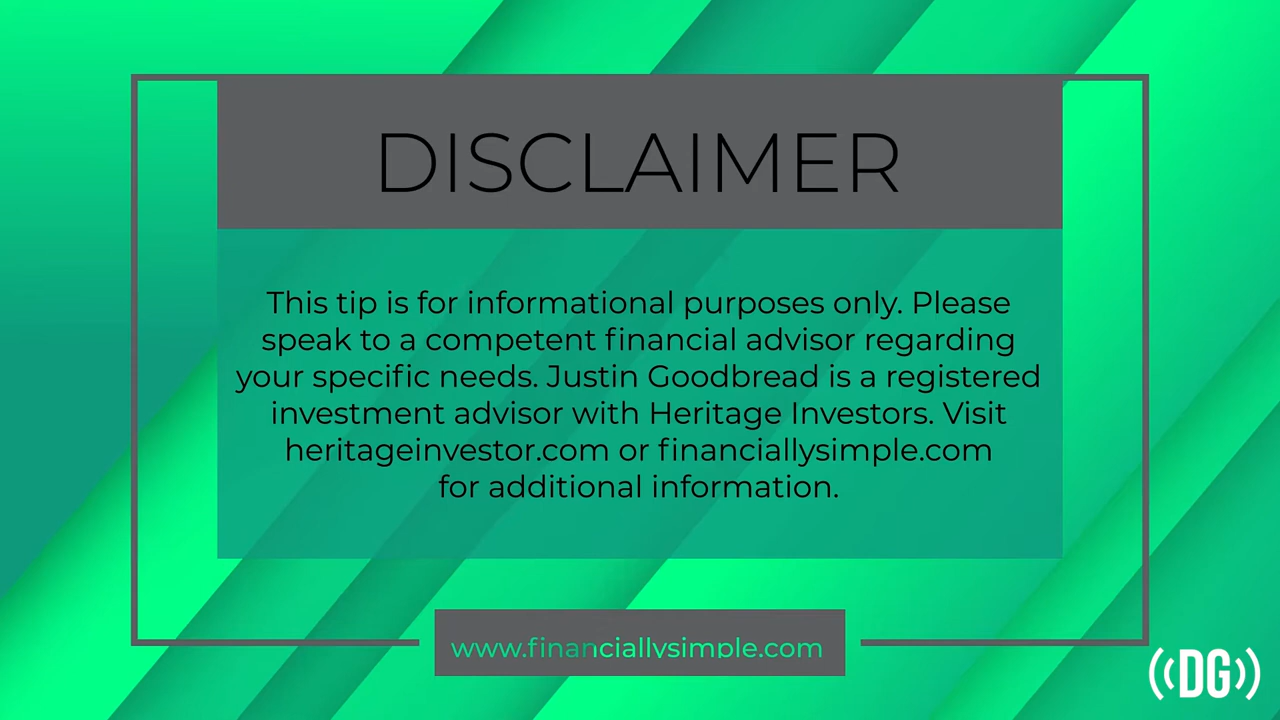 DISCLAIMER
This tip is for informational purposes only. Please
speak to a competent financial advisor regarding
your specific needs. Justin Goodbread is a registered
investment advisor with Heritage Investors. Visit
heritageinvestor.com or financiallysimple.com
for additional information.
www.financiallysimple.com
((DG))